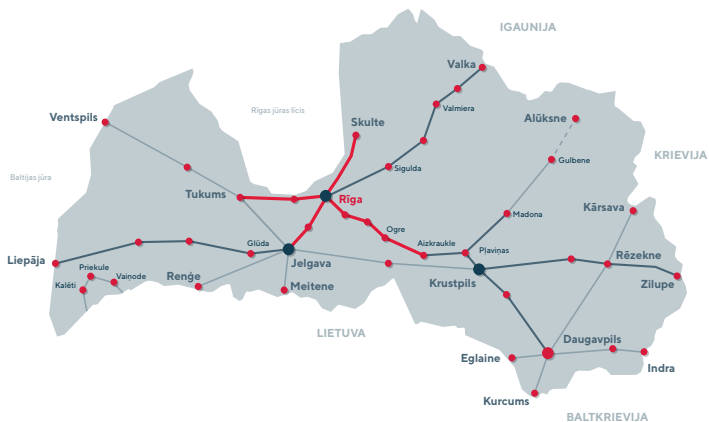 IGAUNIJA
Valka
Rīgas jūras līcis
Valmiera
Ventspils
Skulte
Alūksne
KRIEVIJA
Gulbene
Sigulda
Baltijas jūra
Tukums
Rīga
Kārsava
Madona
Ogre
Glūda
Aizkraukle
Pļaviņas
Liepāja
Jelgava
Rēzekne
Priekule
Vaiņode
Renģe
Kalēti
Meitene
Krustpils
Zilupe
LIETUVA
Daugavpils
Eglaine
Indra
Kurcums
BALTKRIEVIJA